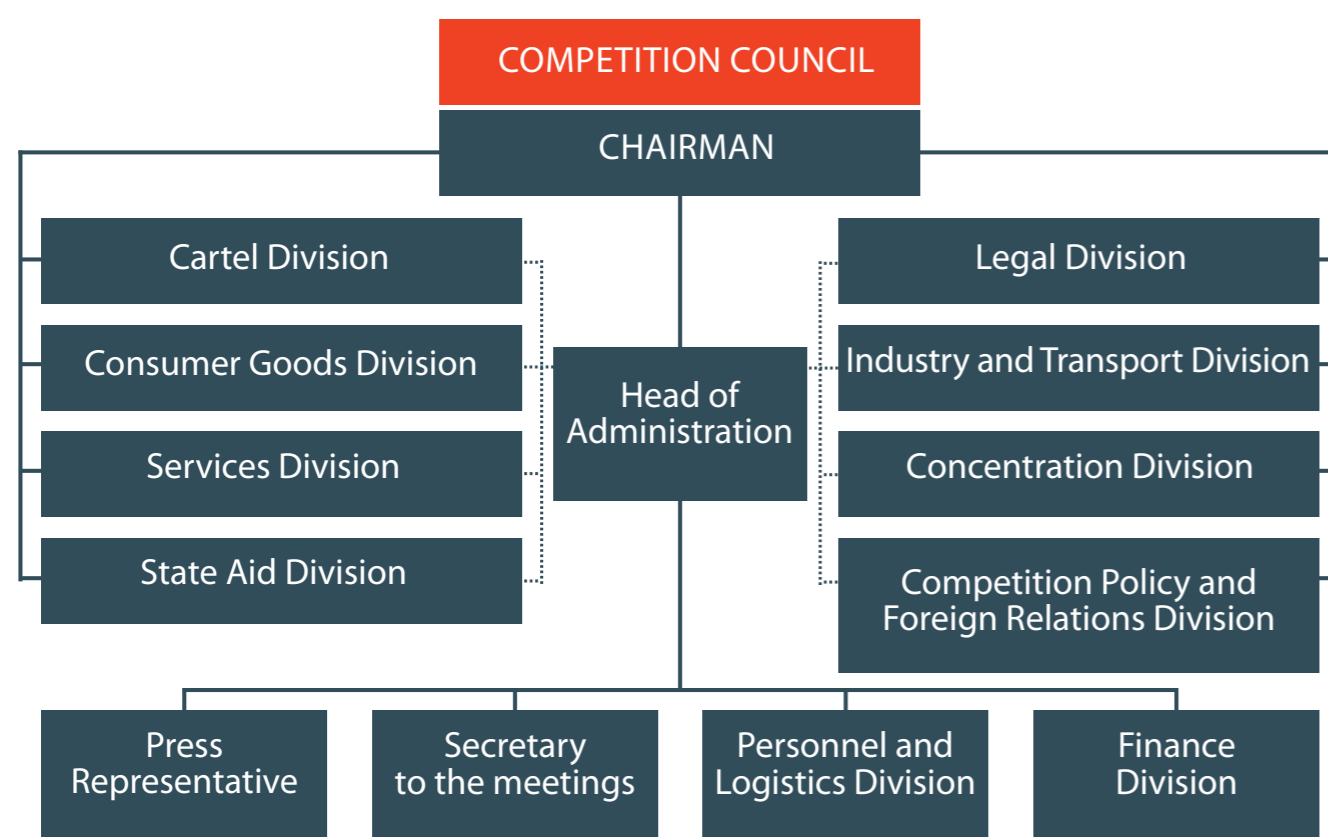 COMPETITION COUNCIL
CHAIRMAN
Cartel Division
Legal Division
Consumer Goods Division
Industry and Transport Division
Head of
Administration
Services Division
Concentration Division
State Aid Division
Competition Policy and
Foreign Relations Division
Press
Representative
Secretary
to the meetings
Personnel and
Logistics Division
Finance
Division